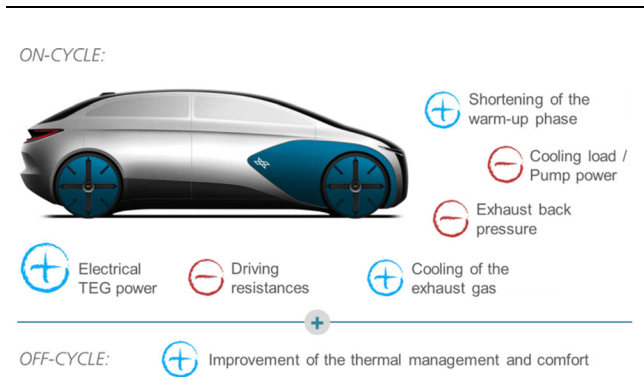 ON-CYCLE:
Shortening of the
warm-up phase
Cooling load /
Pump power
Exhaust back
pressure
Electrical
TEG power
Driving
resistances
Cooling of the
exhaust gas
OFF-CYCLE:
Improvement of the thermal management and comfort